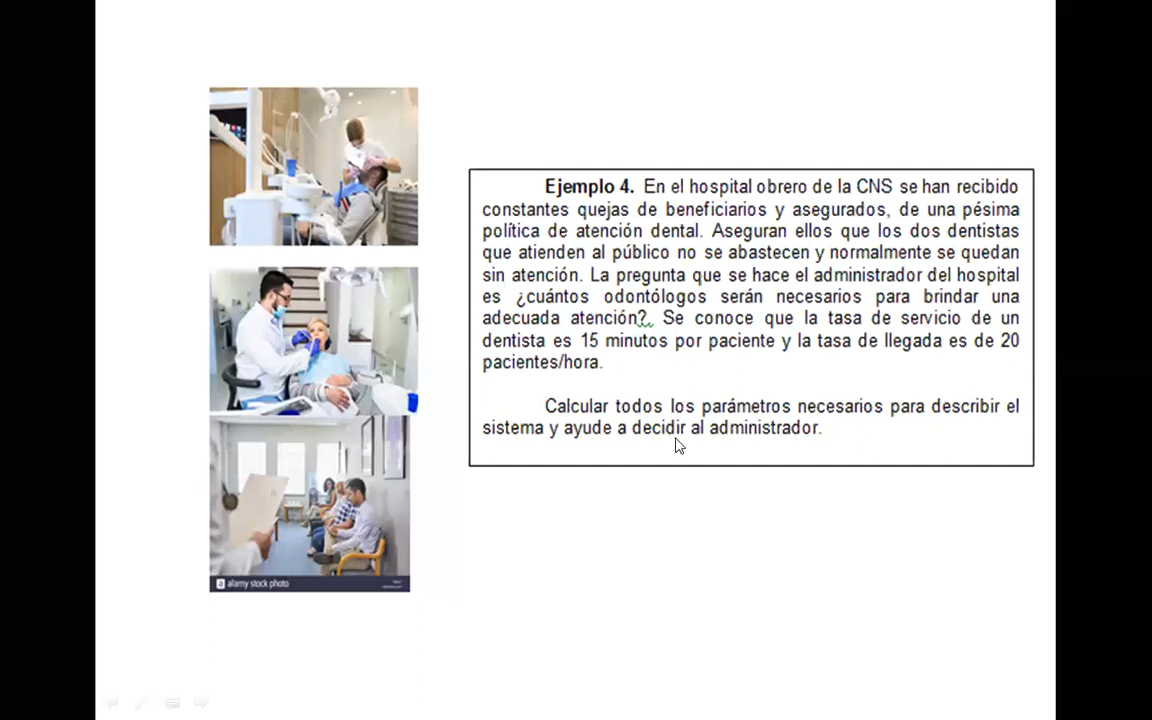 Ejemplo 4. En el hospital obrero de la CNS se han recibido
constantes quejas de beneficiarios y asegurados, de una pésima
política de atención dental. Aseguran ellos que los dos dentistas
que atienden al público no se abastecen y normalmente se quedan
sin atención. La pregunta que se hace el administrador del hospital
es ¿cuántos odontólogos serán necesarios para brindar una
adecuada atención?. Se conoce que la tasa de servicio de un
dentista es 15 minutos por paciente y la tasa de llegada es de 20
pacientes/hora.
Calcular todos los parámetros necesarios para describir el
sistema y ayude a decidir al administrador.
a alamy stock photo